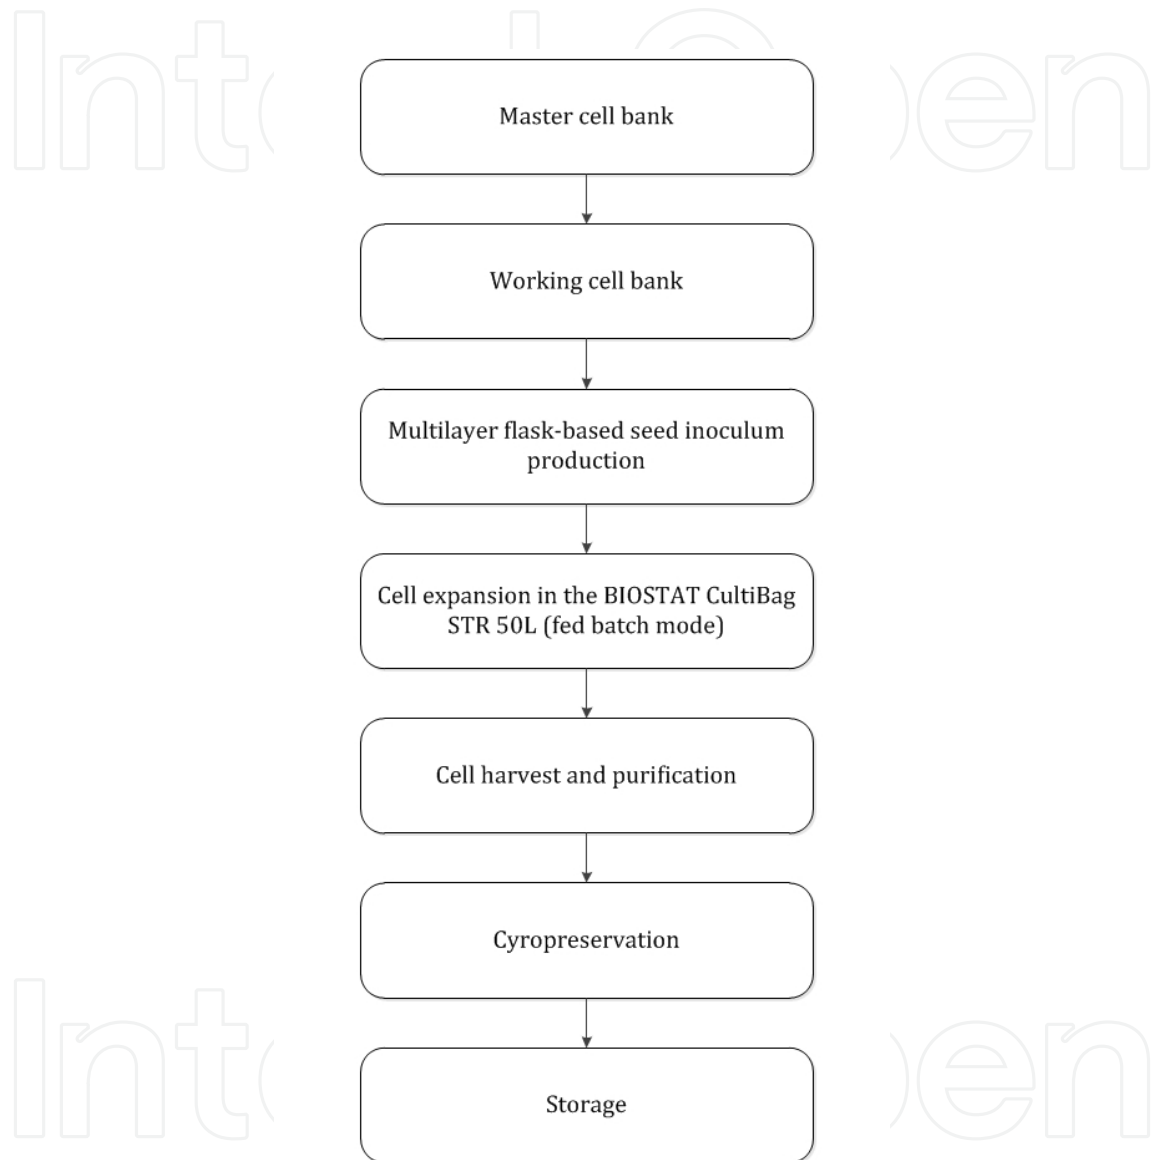 Master cell bank
Working cell bank
Multilayer flask-based seed inoculum
production
Cell expansion in the BIOSTAT CultiBag
STR 50L (fed batch mode)
Cell harvest and purification
Cyropreservation
Storage